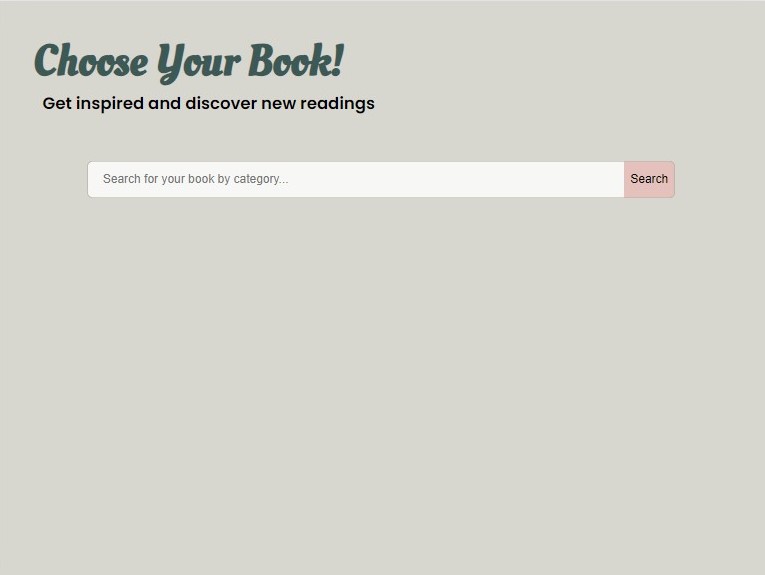 Choose Your Book!
Get inspired and discover new readings
Search for your book by category...
Search